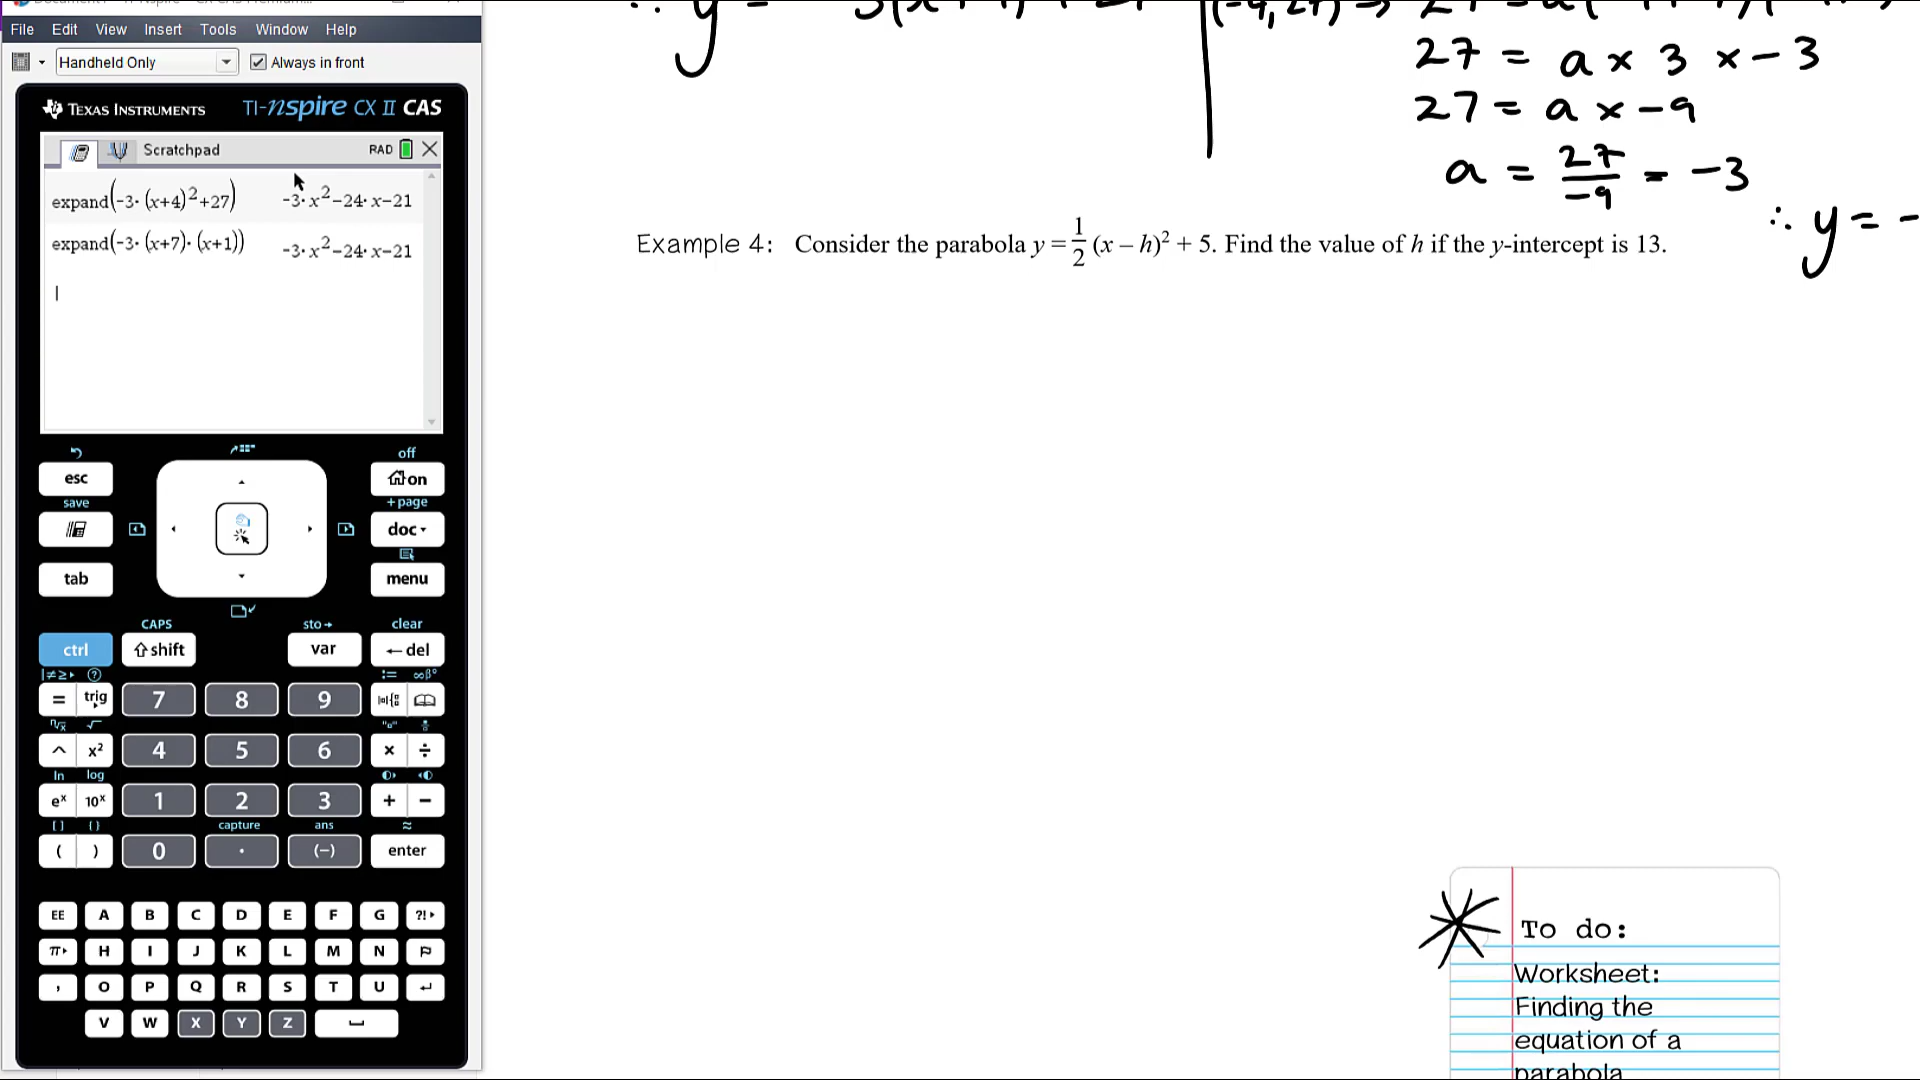 File Edit View Insert Tools Window Help
Handheld Only Always in front
TEXAS INSTRUMENTS TI-nspire CX II CAS
Scratchpad RAD
expand(-3·(x+4)²+27) -3·x²-24·x-21
expand(-3·(x+7)·(x+1)) -3·x²-24·x-21
off
esc on
save +page
doc
tab menu
CAPS sto→ clear
ctrl shift var ←del
|≠≥▸ ? := ∞β°
= trig 7 8 9
ⁿ√x √ "□"
^ x² 4 5 6 × ÷
ln log
eˣ 10ˣ 1 2 3 + −
[ ] { } capture ans ≈
( ) 0 . (−) enter
EE A B C D E F G ?!▸
π▸ H I J K L M N
, O P Q R S T U
V W X Y Z
∴ y =
27 = a × 3 × -3
27 = a × -9
a = 27/-9 = -3
∴ y = -
Example 4: Consider the parabola y = 1/2 (x – h)² + 5. Find the value of h if the y-intercept is 13.
To do:
Worksheet:
Finding the
equation of a
parabola